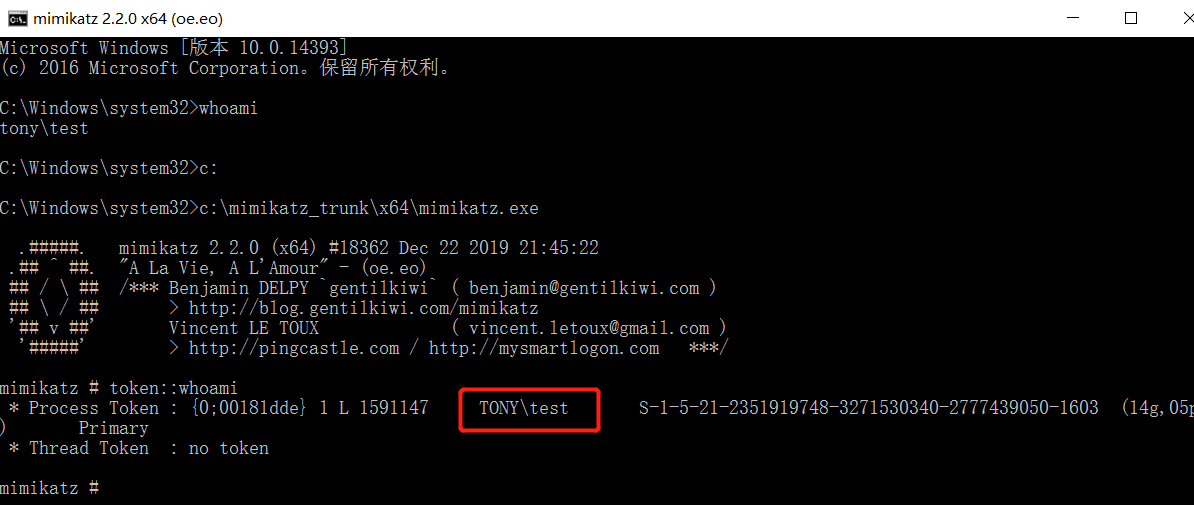 mimikatz 2.2.0 x64 (oe.eo)
Microsoft Windows [版本 10.0.14393]
(c) 2016 Microsoft Corporation。保留所有权利。
C:\Windows\system32>whoami
tony\test
C:\Windows\system32>c:
C:\Windows\system32>c:\mimikatz_trunk\x64\mimikatz.exe
.#####.   mimikatz 2.2.0 (x64) #18362 Dec 22 2019 21:45:22
.## ^ ##.  "A La Vie, A L'Amour" - (oe.eo)
## / \ ##  /*** Benjamin DELPY `gentilkiwi` ( benjamin@gentilkiwi.com )
## \ / ##       > http://blog.gentilkiwi.com/mimikatz
'## v ##'       Vincent LE TOUX             ( vincent.letoux@gmail.com )
'#####'        > http://pingcastle.com / http://mysmartlogon.com   ***/
mimikatz # token::whoami
* Process Token : {0;00181dde} 1 L 1591147     TONY\test       S-1-5-21-2351919748-3271530340-2777439050-1603  (14g,05p
)       Primary
* Thread Token  : no token
mimikatz #